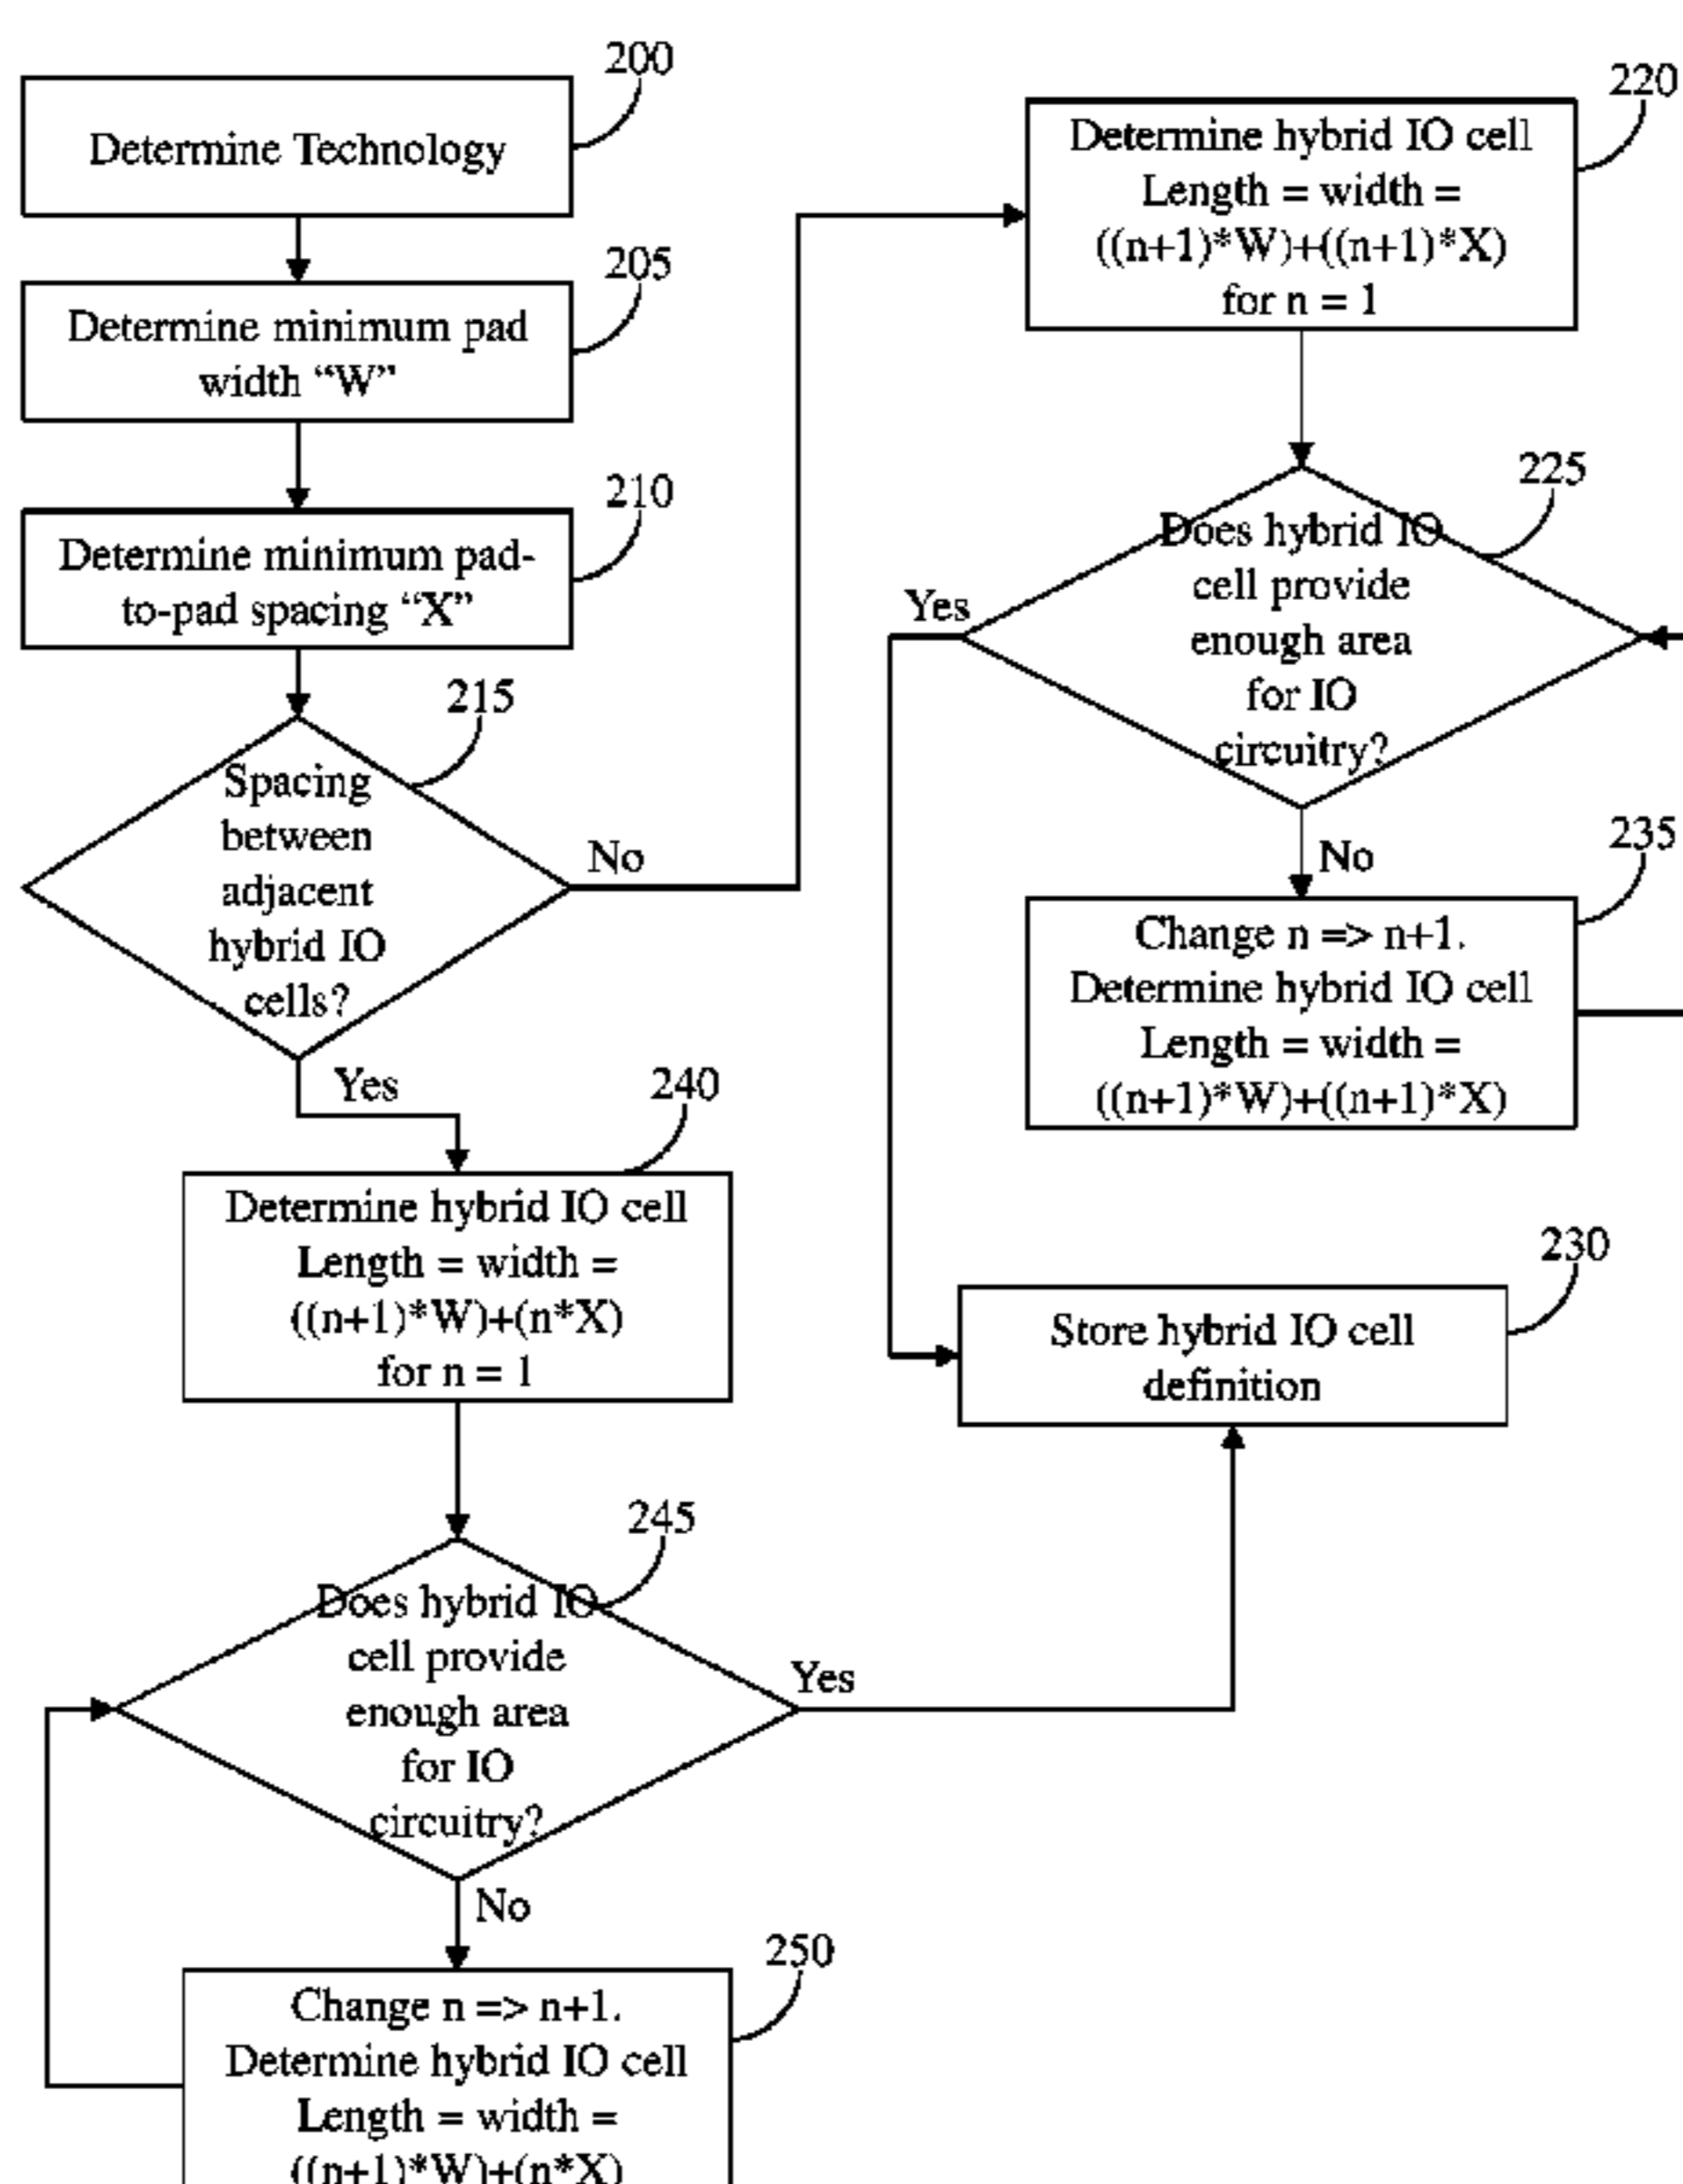 200
Determine Technology
205
Determine minimum pad
width “W”
210
Determine minimum pad-
to-pad spacing “X”
215
Spacing
between
adjacent
hybrid IO
cells?
No
Yes
240
Determine hybrid IO cell
Length = width =
((n+1)*W)+(n*X)
for n = 1
245
Does hybrid IO
cell provide
enough area
for IO
circuitry?
Yes
No
250
Change n => n+1.
Determine hybrid IO cell
Length = width =
((n+1)*W)+(n*X)
220
Determine hybrid IO cell
Length = width =
((n+1)*W)+((n+1)*X)
for n = 1
225
Does hybrid IO
cell provide
enough area
for IO
circuitry?
Yes
No
235
Change n => n+1.
Determine hybrid IO cell
Length = width =
((n+1)*W)+((n+1)*X)
230
Store hybrid IO cell
definition